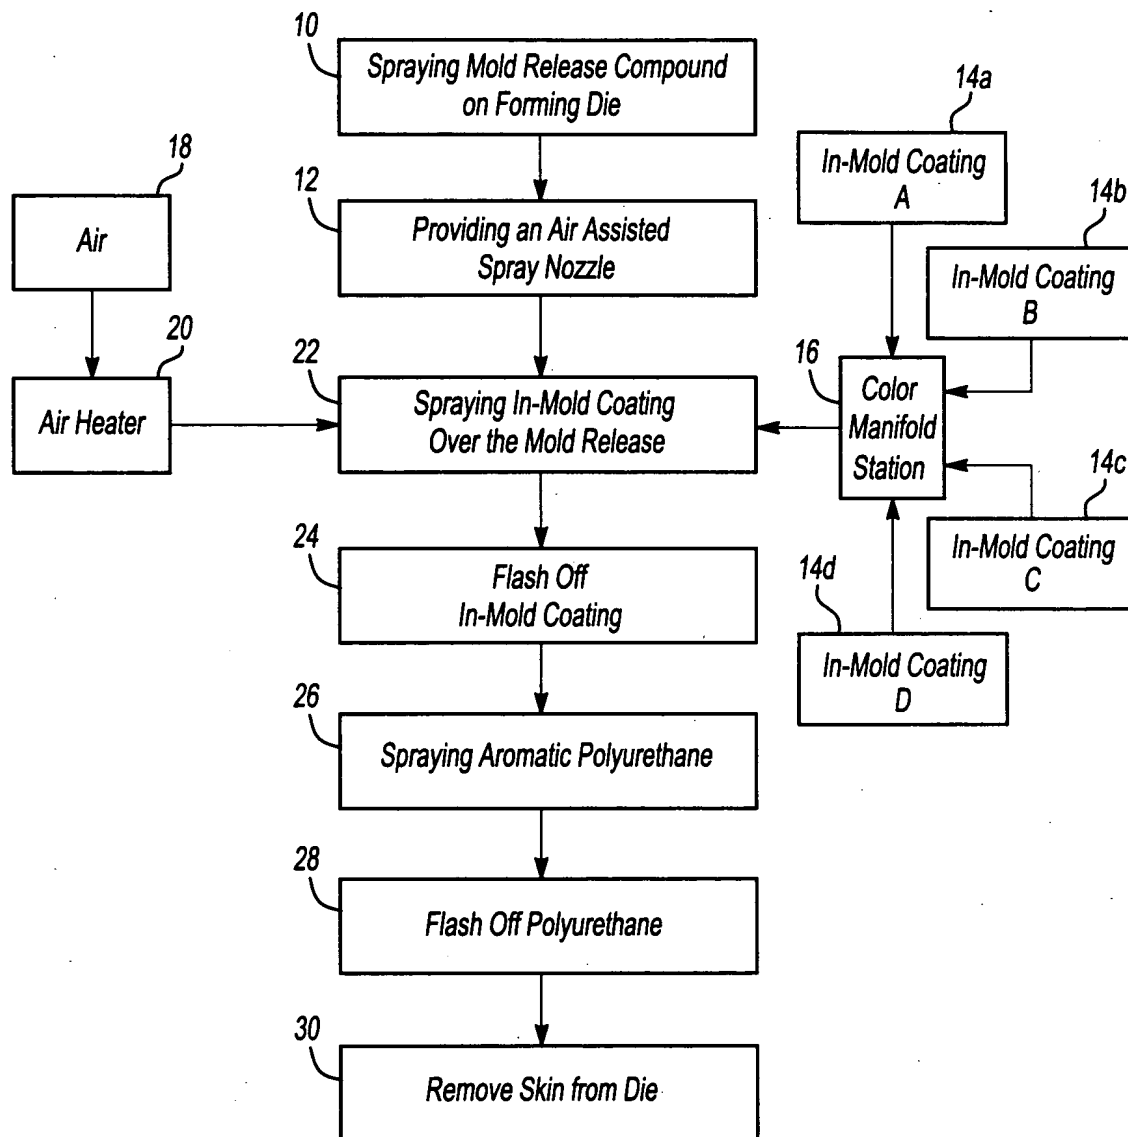 10
Spraying Mold Release Compound
on Forming Die
14a
In-Mold Coating
A
18
Air
12
Providing an Air Assisted
Spray Nozzle
14b
In-Mold Coating
B
20
Air Heater
22
Spraying In-Mold Coating
Over the Mold Release
16
Color
Manifold
Station
14c
In-Mold Coating
C
24
Flash Off
In-Mold Coating
14d
In-Mold Coating
D
26
Spraying Aromatic Polyurethane
28
Flash Off Polyurethane
30
Remove Skin from Die